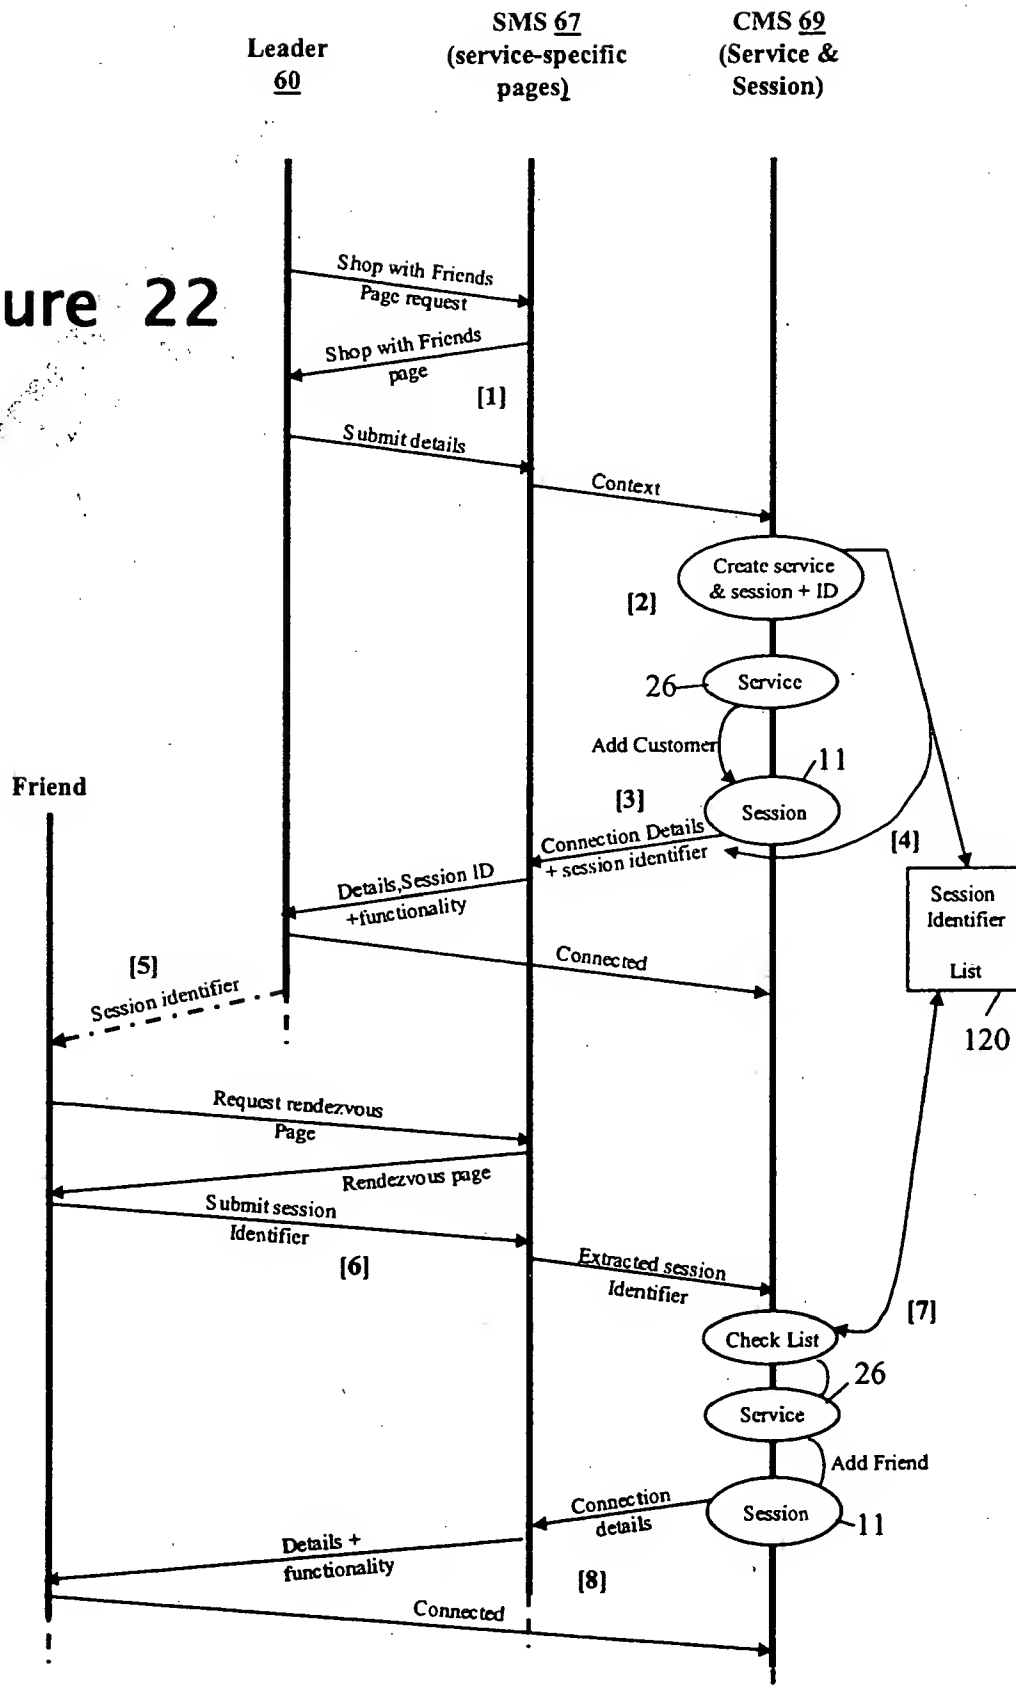 SMS 67
(service-specific
pages)
CMS 69
(Service &
Session)
Leader
60
ure 22
Shop with Friends
Page request
Shop with Friends
page
[1]
Submit details
Context
Create service
& session + ID
[2]
26
Service
Add Customer
11
[3]
Session
Friend
Connection Details
+ session identifier
[4]
Details,Session ID
+functionality
Session
Identifier
List
120
Connected
[5]
Session identifier
Request rendezvous
Page
Rendezvous page
Submit session
Identifier
[6]
Extracted session
Identifier
[7]
Check List
26
Service
Add Friend
Session
11
Connection
details
Details +
functionality
[8]
Connected